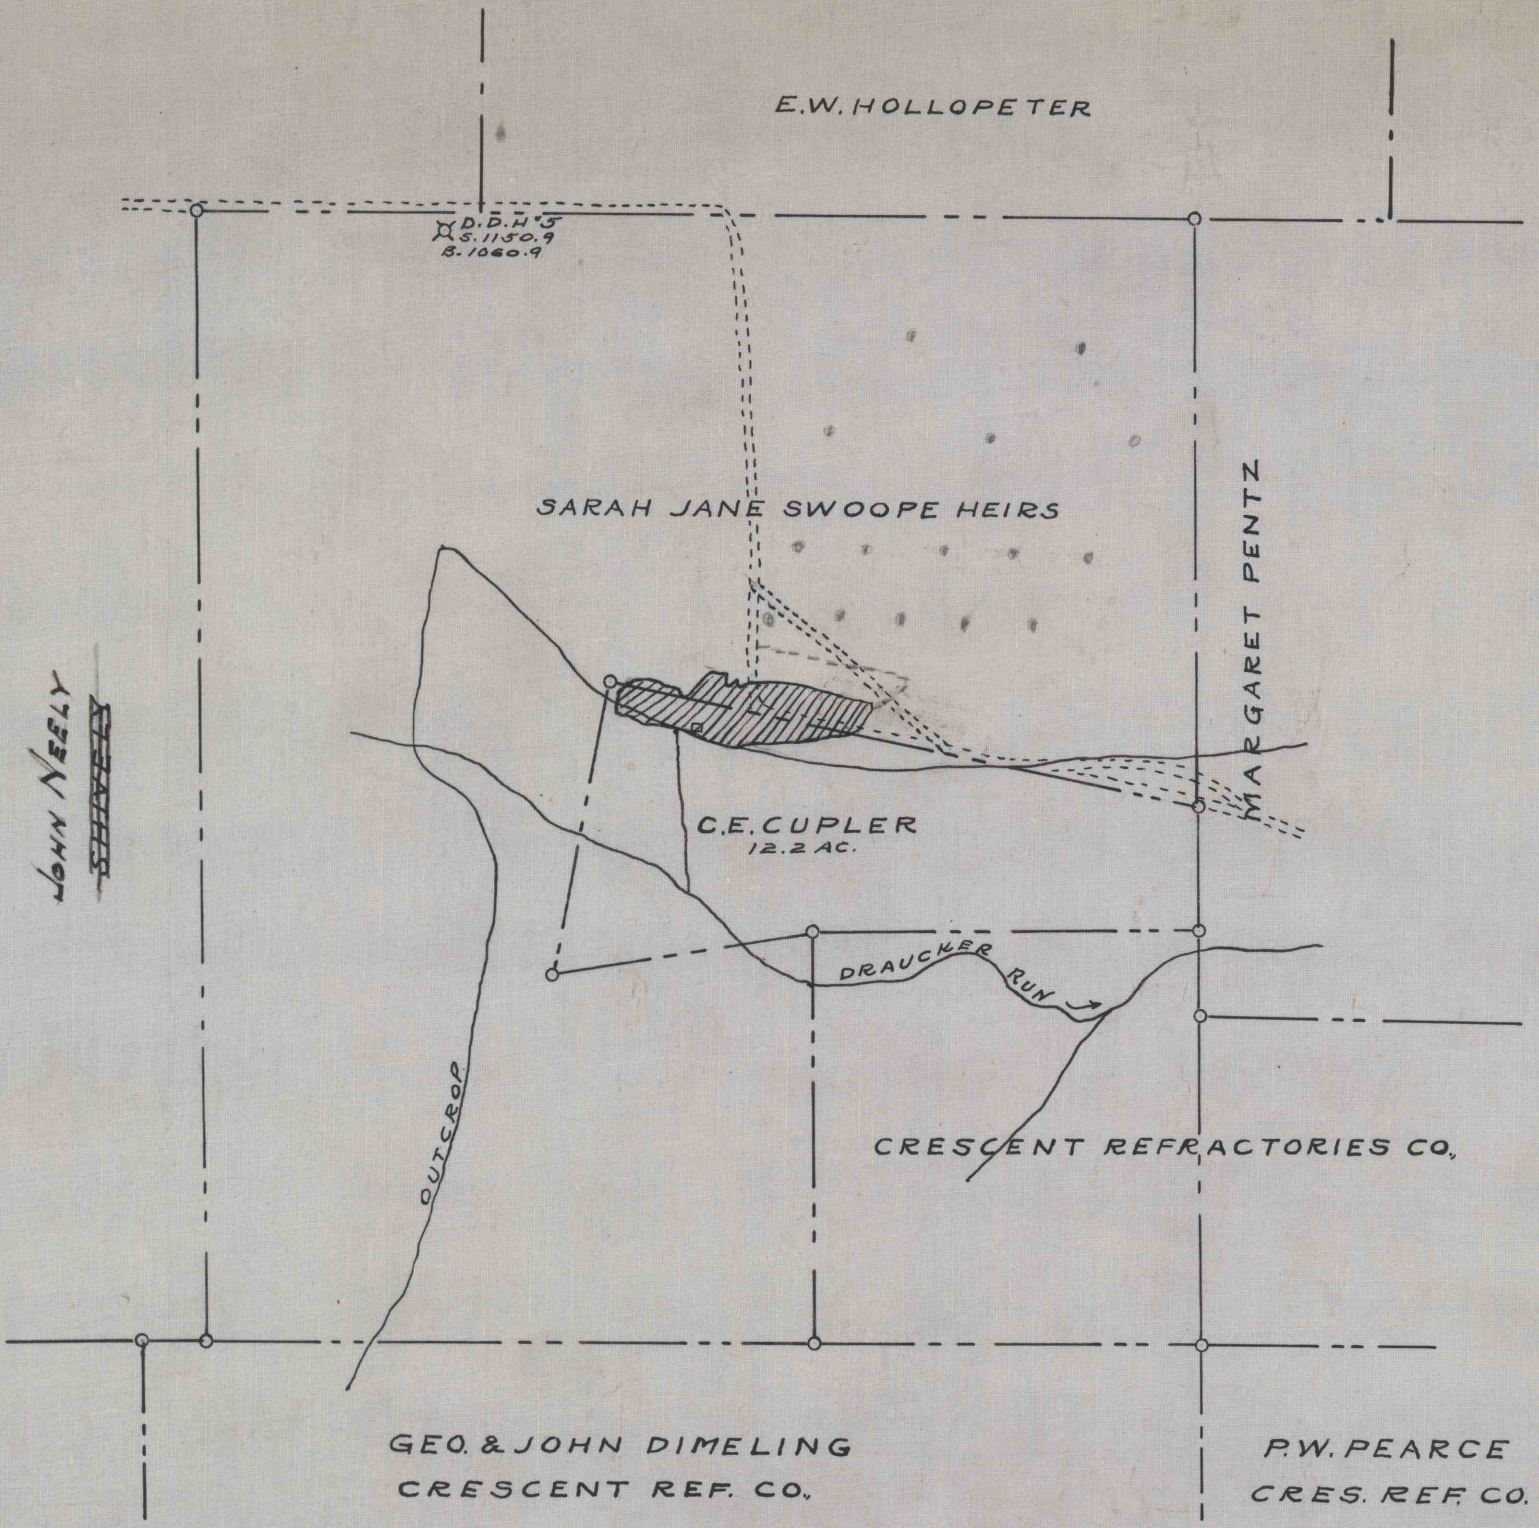 E.W. HOLLOPETER
D.D.H #5
S. 1150.9
B. 1060.9
SARAH JANE SWOOPE HEIRS
MARGARET PENTZ
JOHN NEELY
C.E. CUPLER
12.2 AC.
DRAUCKER RUN
OUTCROP
CRESCENT REFRACTORIES CO.,
GEO. & JOHN DIMELING
CRESCENT REF. CO.,
P.W. PEARCE
CRES. REF. CO.